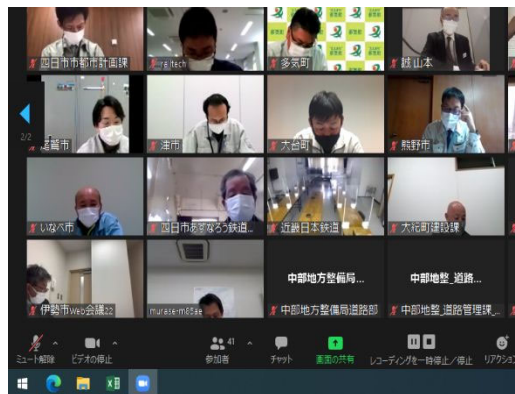 四日市市都市計画課
多気町
誠 山本
2/2
尾鷲市
津市
大台町
熊野市
いなべ市
四日市あすなろう鉄道...
近畿日本鉄道
大紀町建設課
伊勢市web会議22
murase-m85ae
中部地方整備局...
中部地方整備局道路部
中部地整_道路...
中部地整_道路管理課_...
41
ミュート解除
ビデオの停止
参加者
チャット
画面の共有
レコーディングを一時停止/停止
リアクション